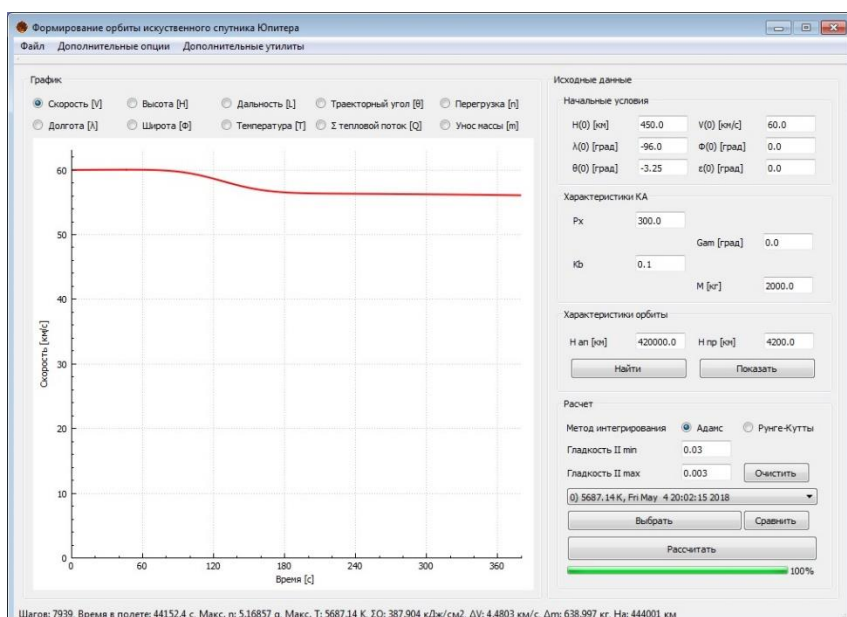 Формирование орбиты искуственного спутника Юпитера
Файл Дополнительные опции Дополнительные утилиты
График
Скорость [V] Высота [H] Дальность [L] Траекторный угол [θ] Перегрузка [n]
Долгота [λ] Широта [Ф] Температура [T] Σ тепловой поток [Q] Унос массы [m]
60
50
40
30
20
10
0
Скорость [км/с]
0 60 120 180 240 300 360
Время [с]
Исходные данные
Начальные условия
H(0) [км] 450.0 V(0) [км/с] 60.0
λ(0) [град] -96.0 Ф(0) [град] 0.0
θ(0) [град] -3.25 ε(0) [град] 0.0
Характеристики КА
Px 300.0
Gam [град] 0.0
Kb 0.1
M [кг] 2000.0
Характеристики орбиты
H ап [км] 420000.0 H пр [км] 4200.0
Найти Показать
Расчет
Метод интегрирования Адамс Рунге-Кутты
Гладкость II min 0.03
Гладкость II max 0.003 Очистить
0) 5687.14 K, Fri May 4 20:02:15 2018
Выбрать Сравнить
Рассчитать
100%
Шагов: 7939, Время в полете: 44152.4 с, Макс. n: 5.16857 g, Макс. T: 5687.14 K, ΣQ: 387.904 кДж/см2, ΔV: 4.4803 км/с, Δm: 638.997 кг, Hа: 444001 км